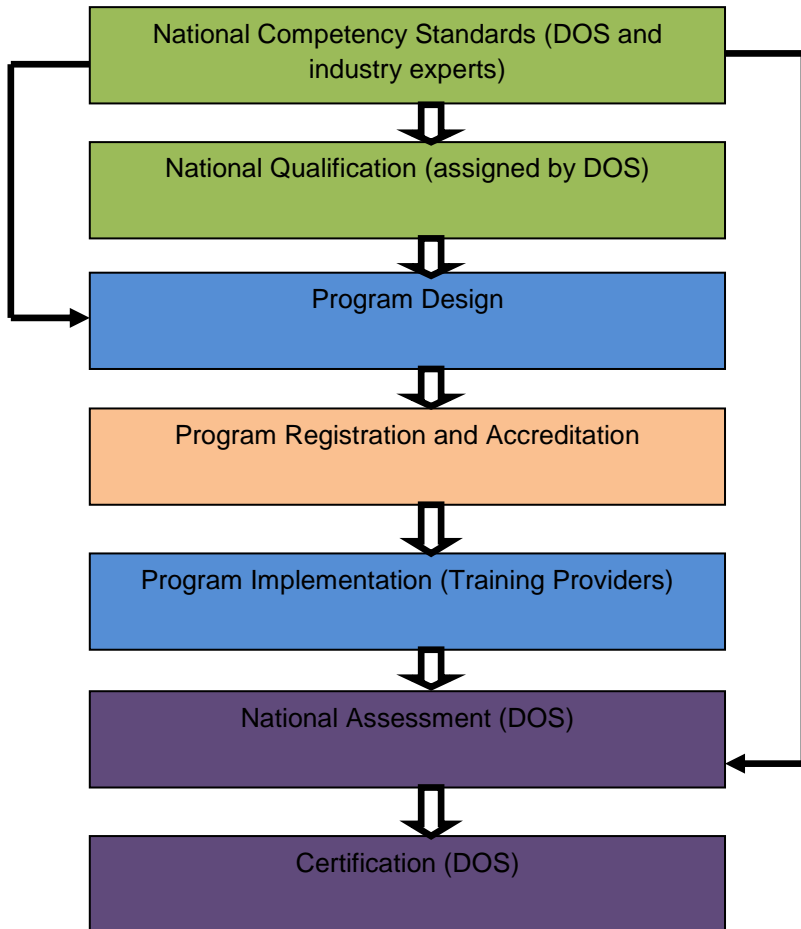 National Competency Standards (DOS and
industry experts)
National Qualification (assigned by DOS)
Program Design
Program Registration and Accreditation
Program Implementation (Training Providers)
National Assessment (DOS)
Certification (DOS)